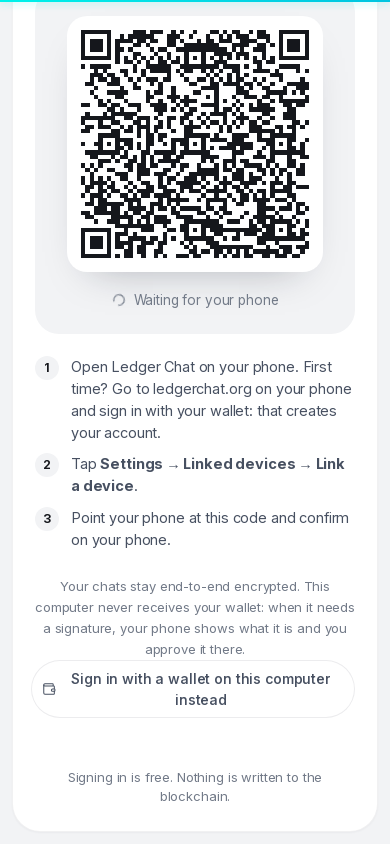 Waiting for your phone
1 Open Ledger Chat on your phone. First
time? Go to ledgerchat.org on your phone
and sign in with your wallet: that creates
your account.
2 Tap Settings → Linked devices → Link
a device.
3 Point your phone at this code and confirm
on your phone.
Your chats stay end-to-end encrypted. This
computer never receives your wallet: when it needs
a signature, your phone shows what it is and you
approve it there.
Sign in with a wallet on this computer
instead
Signing in is free. Nothing is written to the
blockchain.